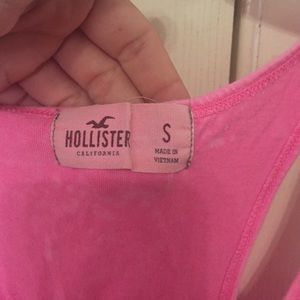 HOLLISTER
CALIFORNIA
S
MADE IN
VIETNAM